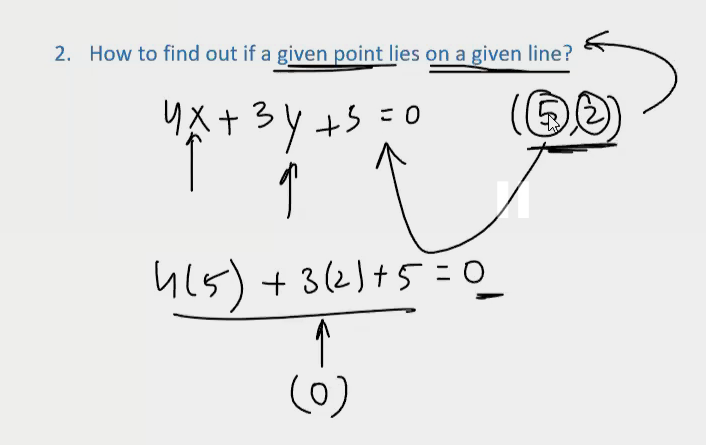 2. How to find out if a given point lies on a given line?
4x + 3y + 5 = 0 (5, 2)
4(5) + 3(2) + 5 = 0
(0)